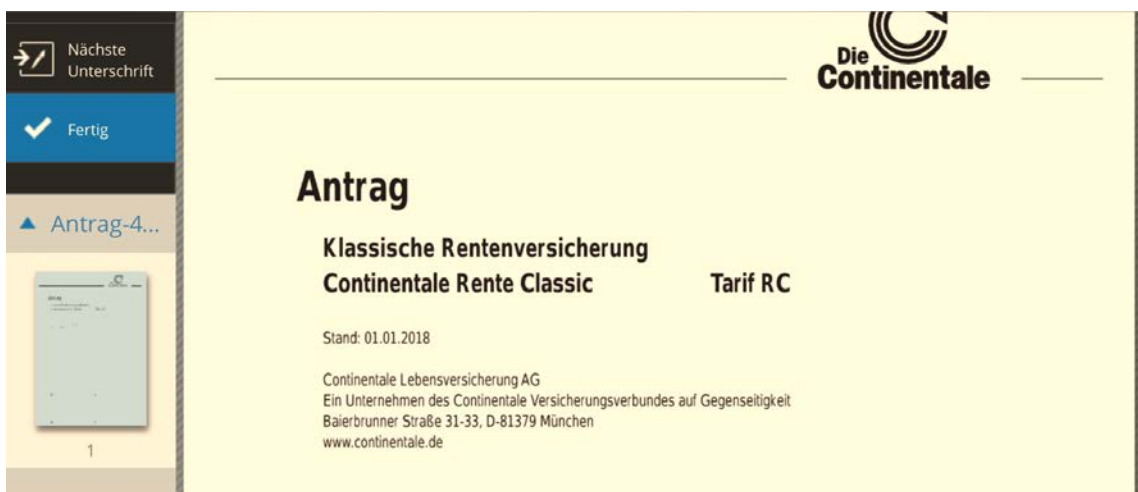 Nächste
Unterschrift
Fertig
Antrag-4...
1
Die
Continentale
Antrag
Klassische Rentenversicherung
Continentale Rente Classic Tarif RC
Stand: 01.01.2018
Continentale Lebensversicherung AG
Ein Unternehmen des Continentale Versicherungsverbundes auf Gegenseitigkeit
Baierbrunner Straße 31-33, D-81379 München
www.continentale.de